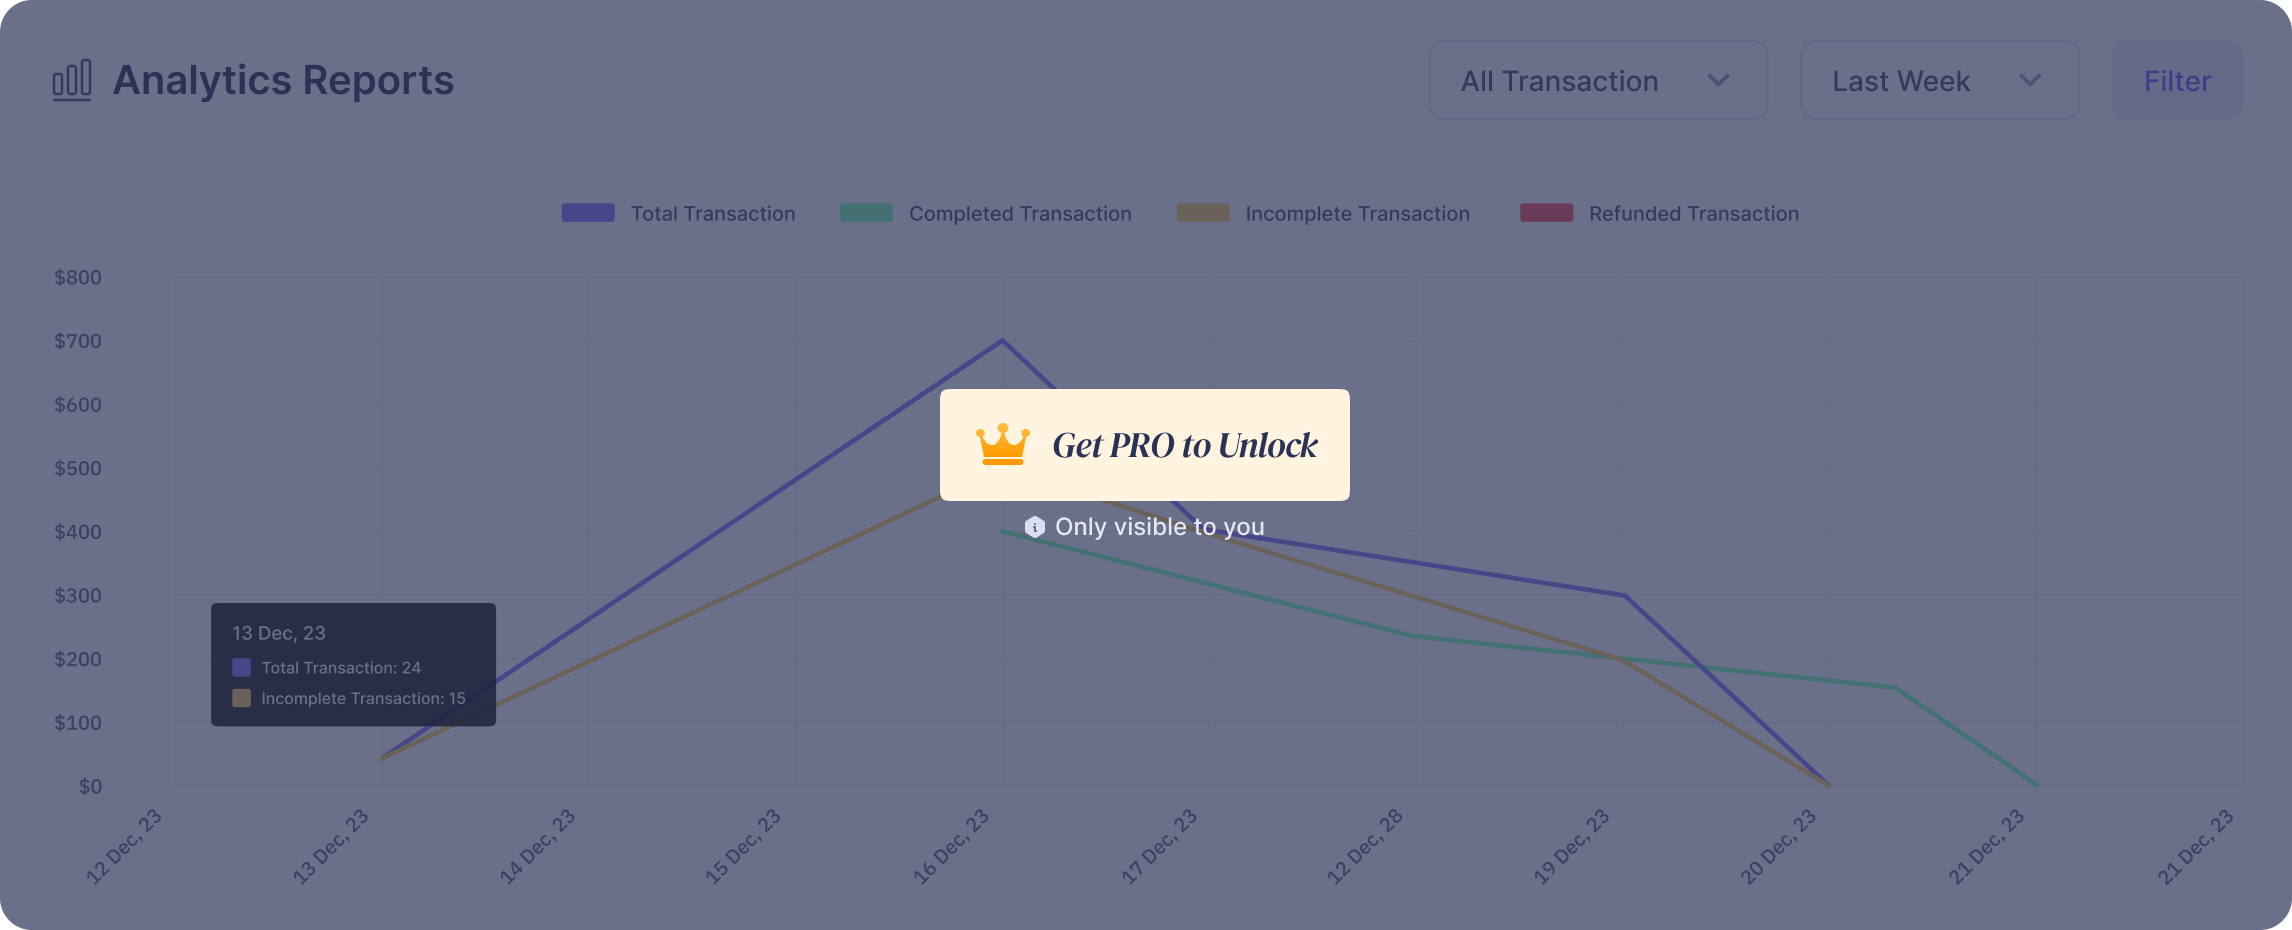 Analytics Reports
All Transaction
Last Week
Filter
Total Transaction
Completed Transaction
Incomplete Transaction
Refunded Transaction
$800
$700
$600
$500
$400
$300
$200
$100
$0
Get PRO to Unlock
Only visible to you
13 Dec, 23
Total Transaction: 24
Incomplete Transaction: 15
12 Dec, 23
13 Dec, 23
14 Dec, 23
15 Dec, 23
16 Dec, 23
17 Dec, 23
12 Dec, 28
19 Dec, 23
20 Dec, 23
21 Dec, 23
21 Dec, 23